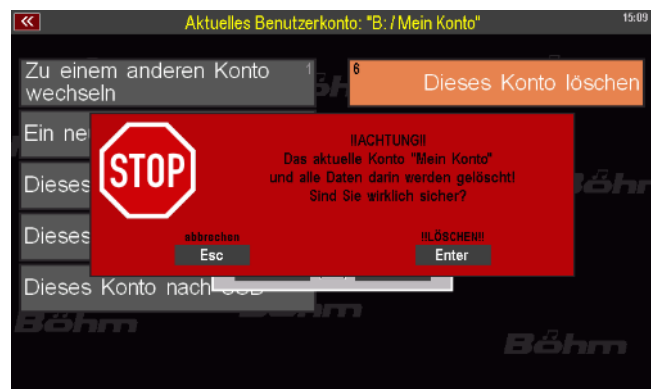 Aktuelles Benutzerkonto: "B: / Mein Konto"
15:09
Zu einem anderen Konto
wechseln
1
6
Dieses Konto löschen
Ein
STOP
!!ACHTUNG!!
Das aktuelle Konto "Mein Konto"
und alle Daten darin werden gelöscht!
Sind Sie wirklich sicher?
Dieses
Dieses
abbrechen
!!LÖSCHEN!!
Esc
Enter
Dieses Konto nach
Böhm
Böhm